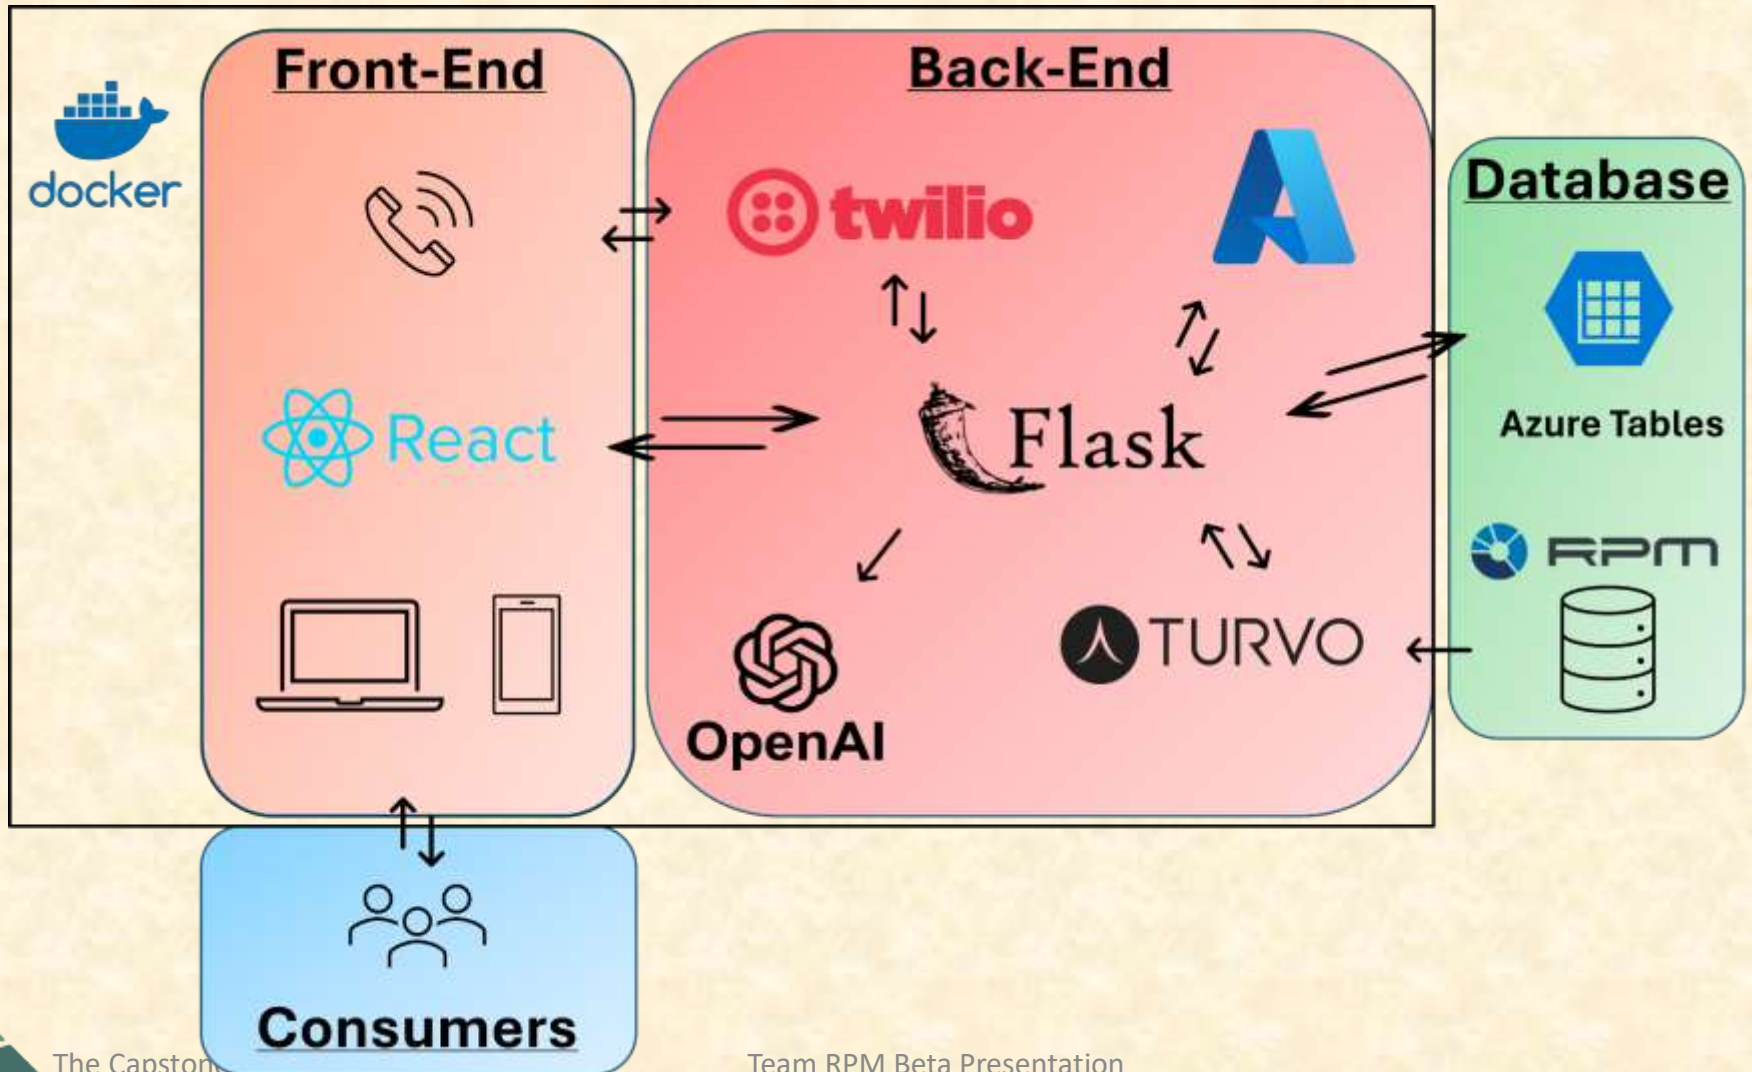 Front-End
Back-End
docker
twilio
Database
React
Flask
Azure Tables
RPM
TURVO
OpenAI
Consumers
The Capston
Team RPM Beta Presentation